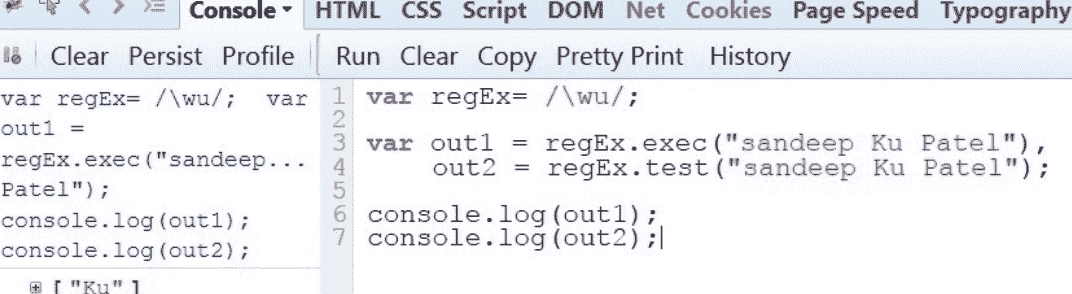 Console HTML CSS Script DOM Net Cookies Page Speed Typography
Clear Persist Profile Run Clear Copy Pretty Print History
var regEx= /\wu/; var
out1 =
regEx.exec("sandeep...
Patel");
console.log(out1);
console.log(out2);
["Ku"]
1 var regEx= /\wu/;
2
3 var out1 = regEx.exec("sandeep Ku Patel"),
4 out2 = regEx.test("sandeep Ku Patel");
5
6 console.log(out1);
7 console.log(out2);